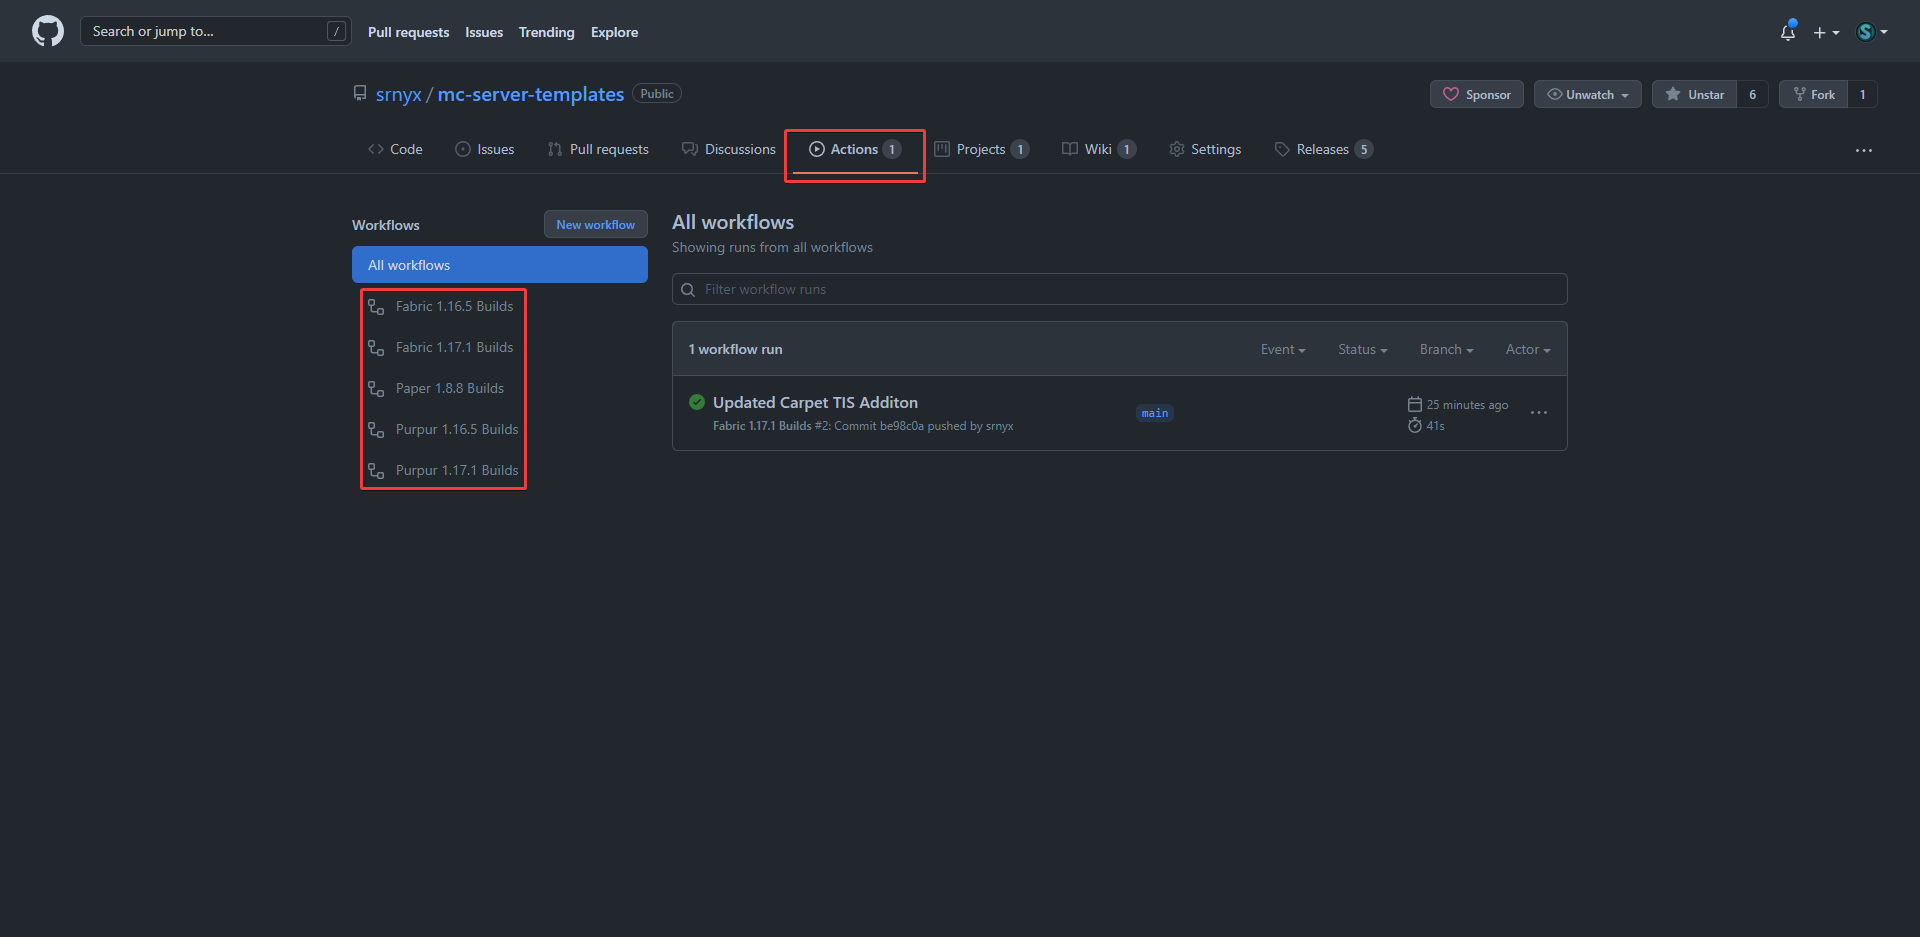 Search or jump to... / Pull requests Issues Trending Explore
srnyx / mc-server-templates Public Sponsor Unwatch Unstar 6 Fork 1
Code Issues Pull requests Discussions Actions 1 Projects 1 Wiki 1 Settings Releases 5
Workflows New workflow
All workflows
Fabric 1.16.5 Builds
Fabric 1.17.1 Builds
Paper 1.8.8 Builds
Purpur 1.16.5 Builds
Purpur 1.17.1 Builds
All workflows
Showing runs from all workflows
Filter workflow runs
1 workflow run Event Status Branch Actor
Updated Carpet TIS Additon
Fabric 1.17.1 Builds #2: Commit be98c0a pushed by srnyx
main
25 minutes ago
41s